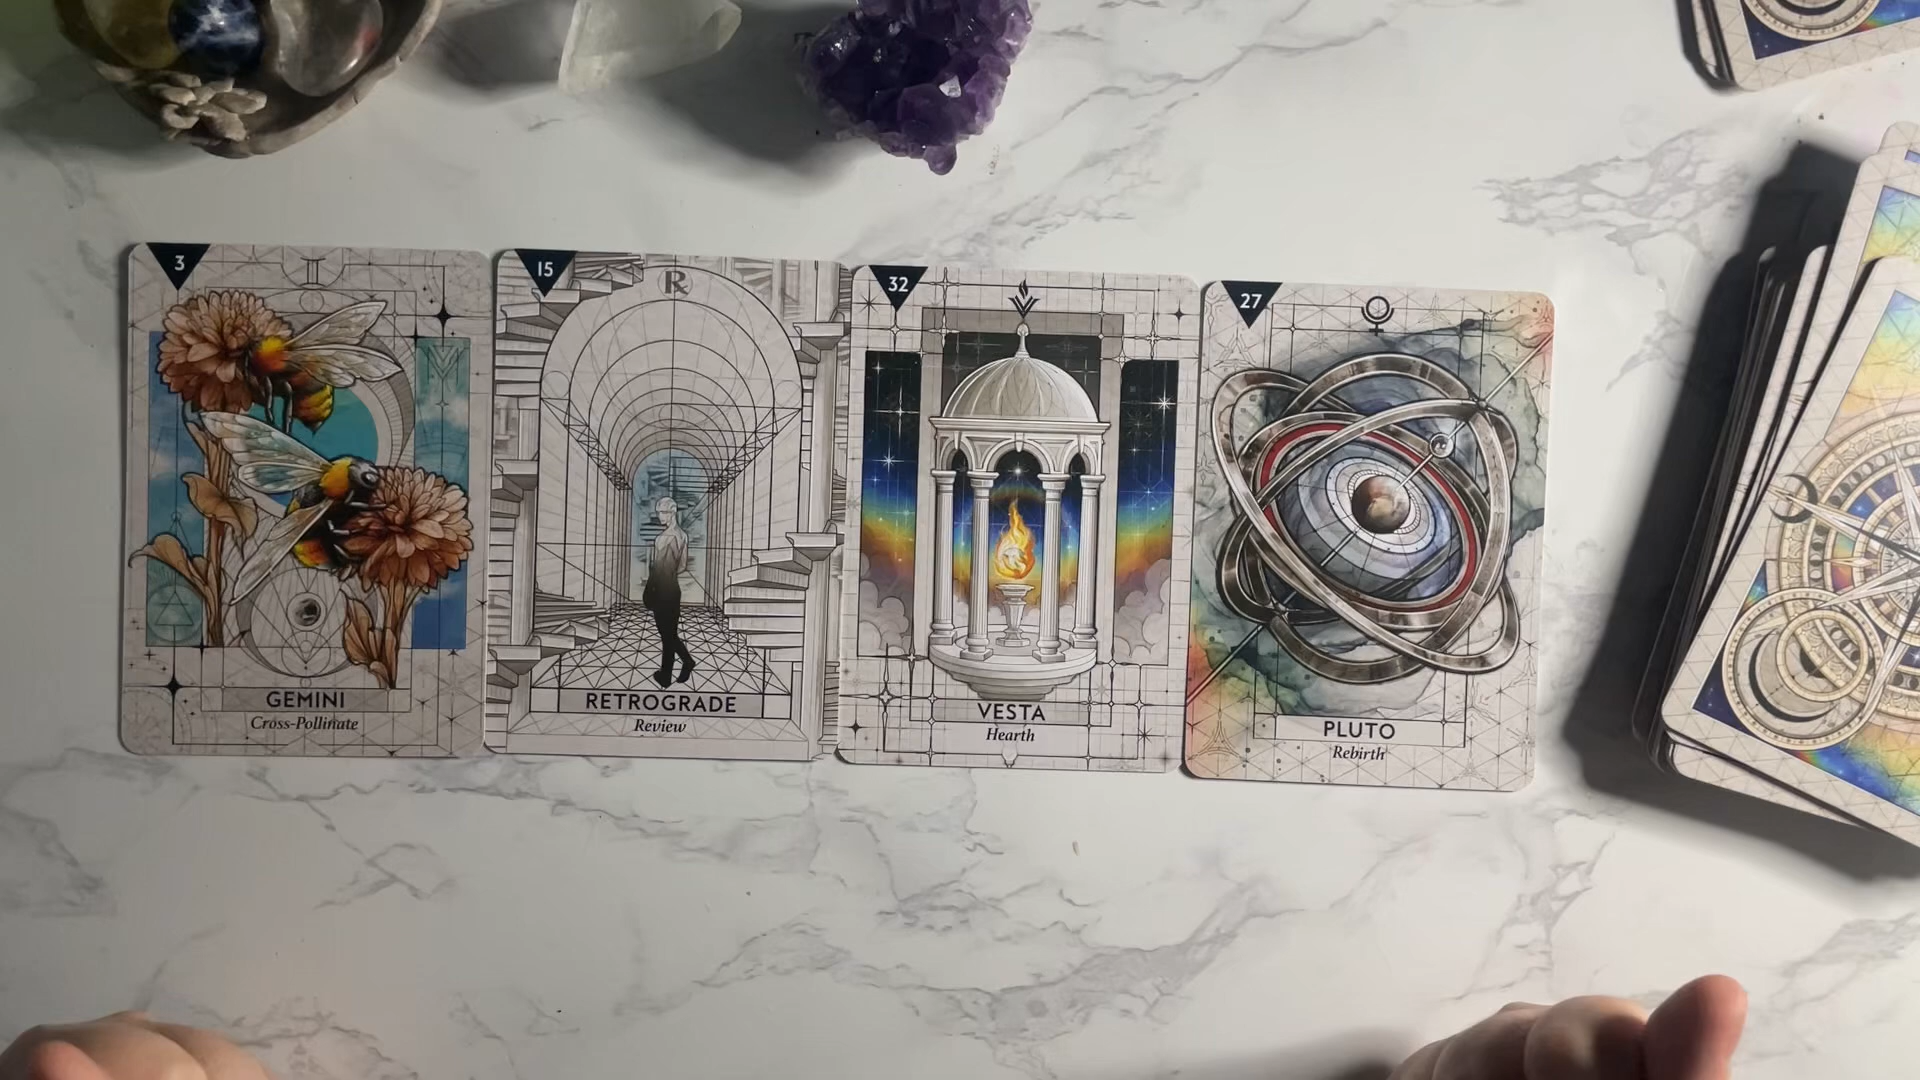 3
GEMINI
Cross-Pollinate
15
R
RETROGRADE
Review
32
VESTA
Hearth
27
PLUTO
Rebirth